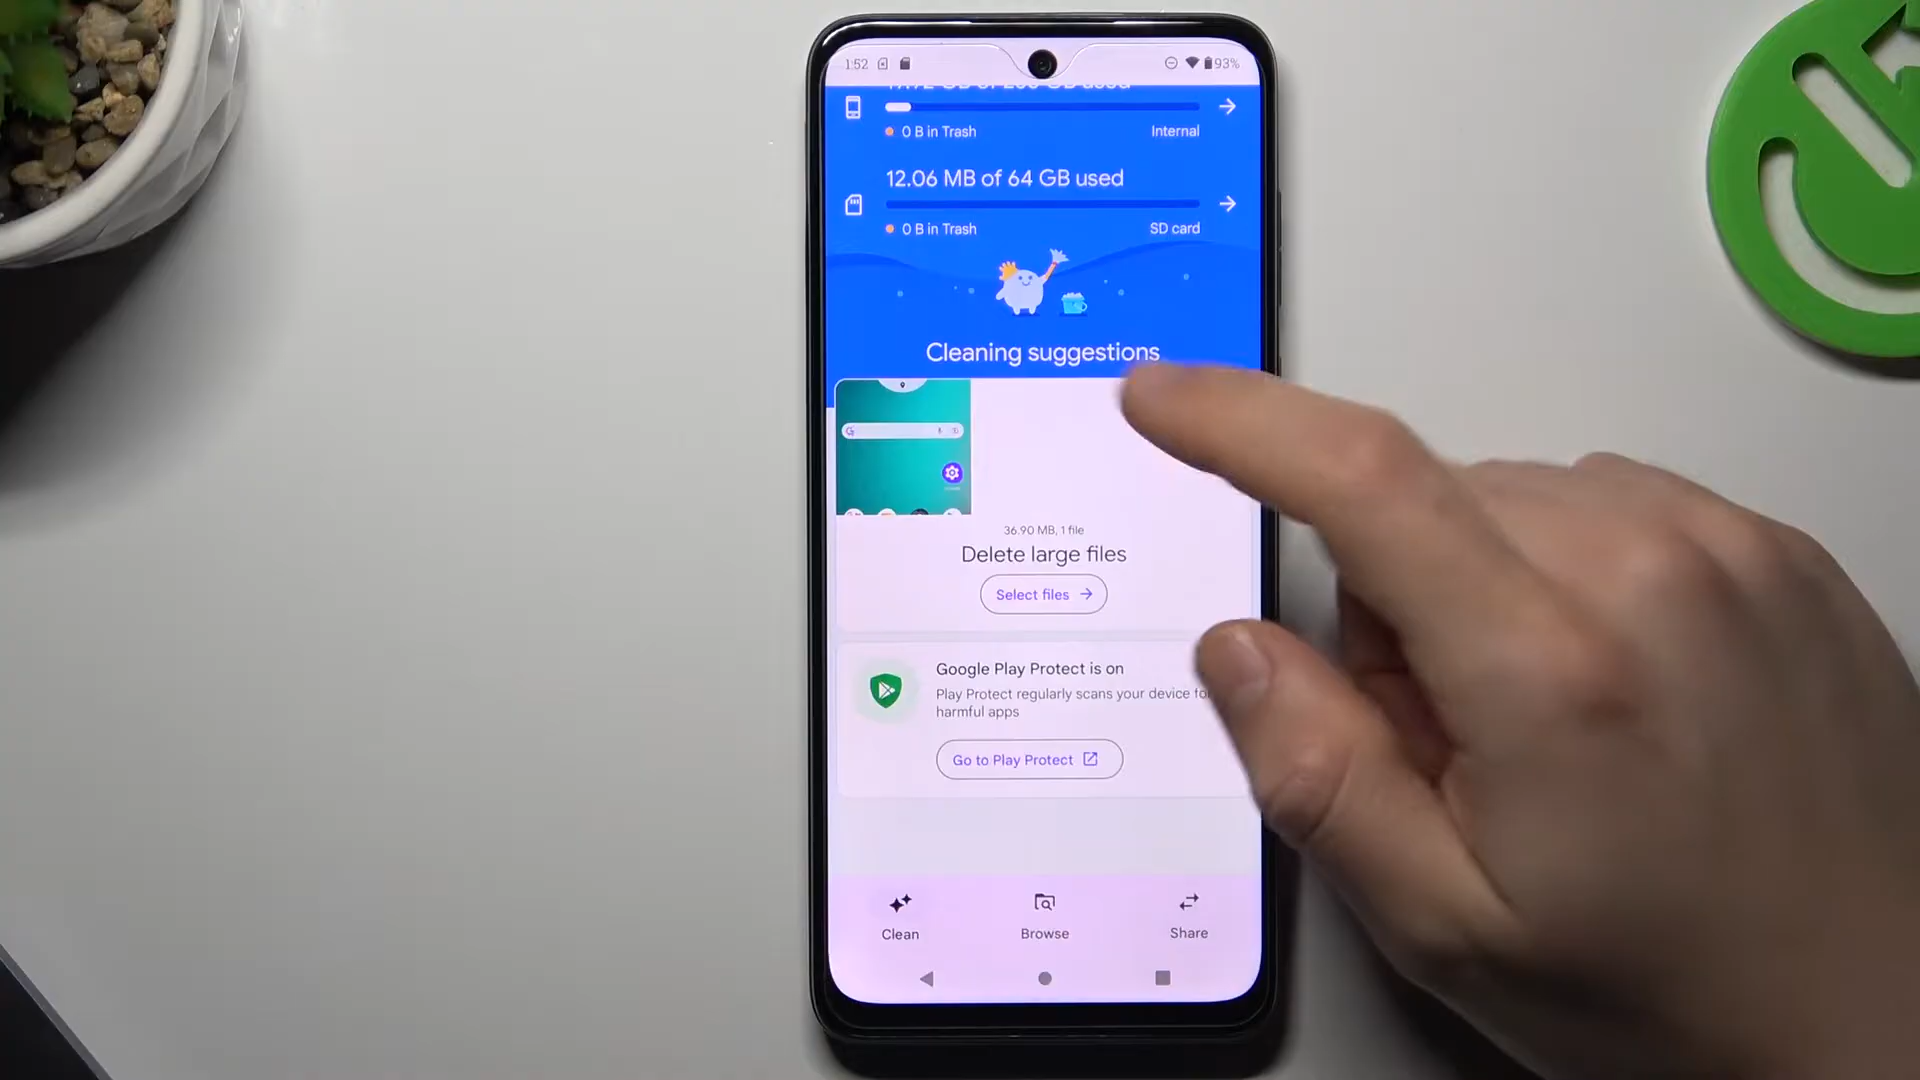 1:52
93%
0 B in Trash
Internal
12.06 MB of 64 GB used
0 B in Trash
SD card
Cleaning suggestions
36.90 MB, 1 file
Delete large files
Select files
Google Play Protect is on
Play Protect regularly scans your device for
harmful apps
Go to Play Protect
Clean
Browse
Share